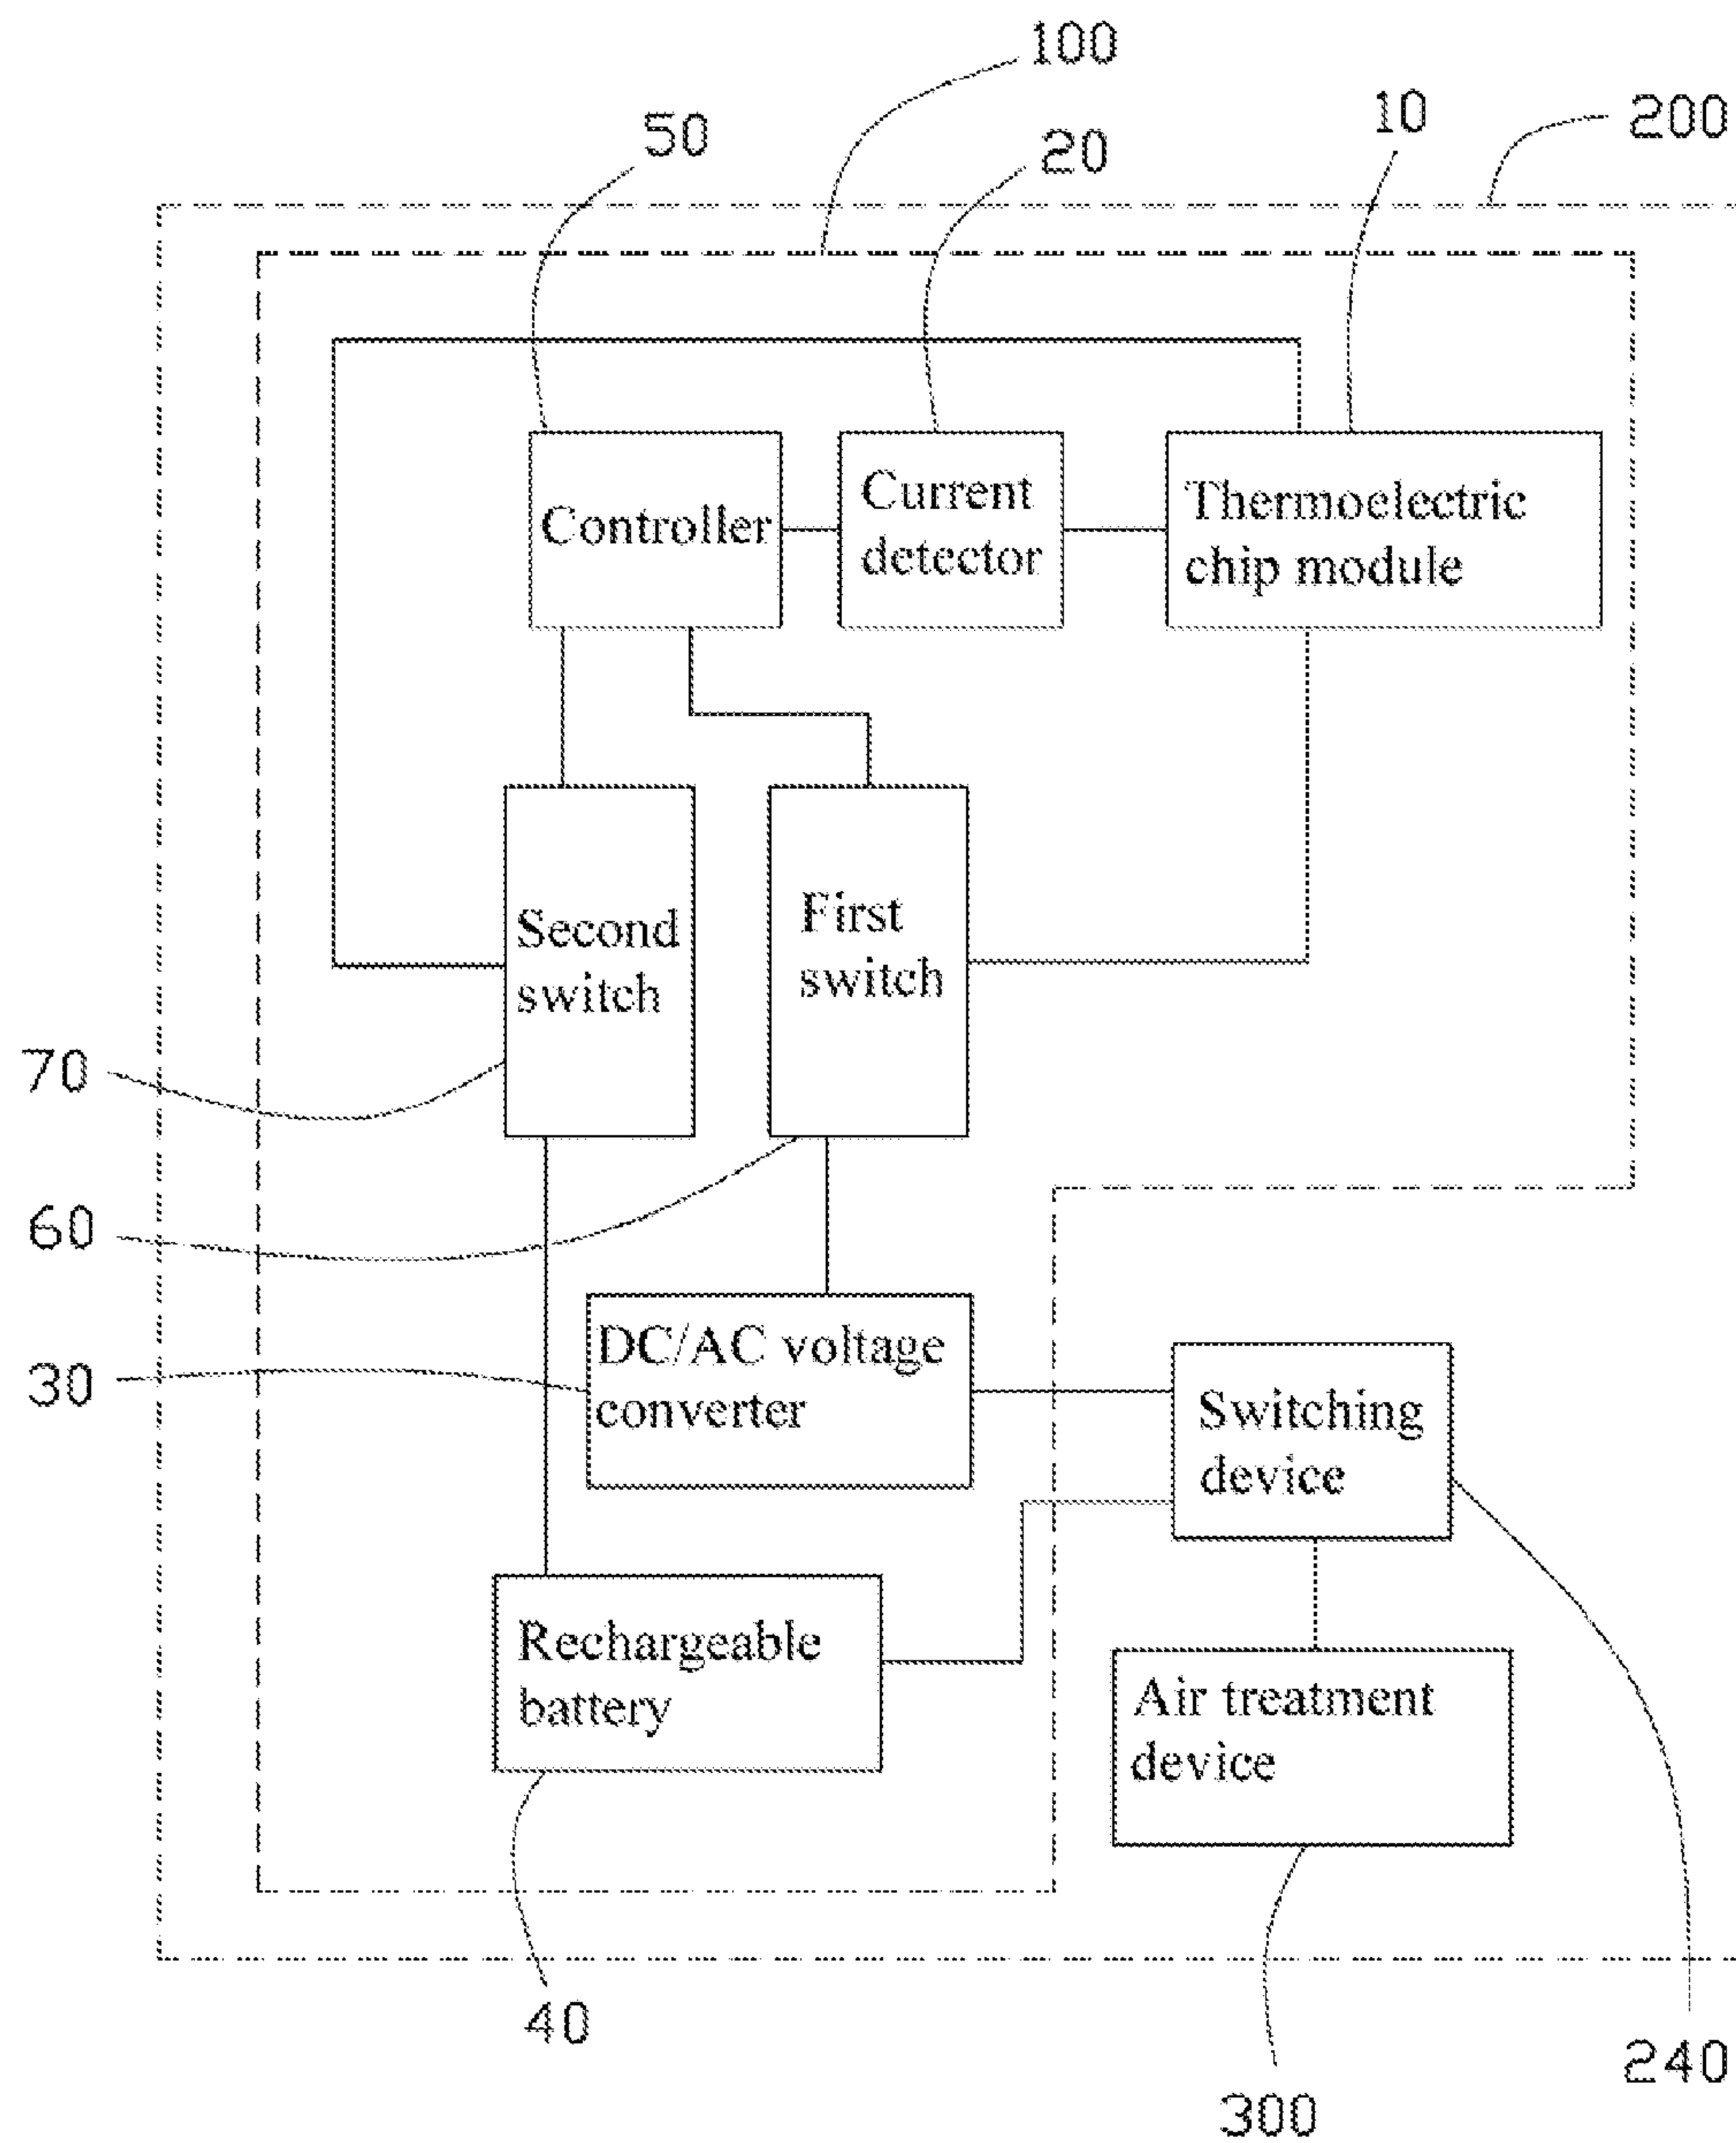 100
50
20
10
200
Controller
Current
detector
Thermoelectric
chip module
Second
switch
First
switch
70
60
DC/AC voltage
converter
30
Switching
device
Rechargeable
battery
Air treatment
device
40
240
300